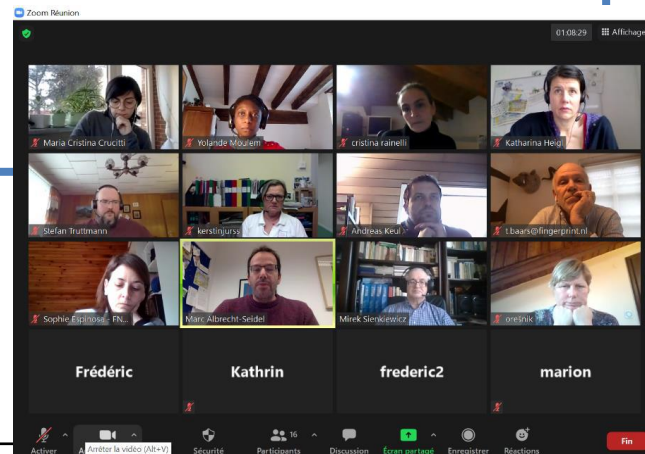 Zoom Réunion
01:08:29 Affichage
Maria Cristina Crucitti
Yolande Moulem
cristina rainelli
Katharina Heigl
Stefan Truttmann
kerstinjurss
Andreas Keul
t.baars@fingerprint.nl
Sophie Espinosa - FN...
Marc Albrecht-Seidel
Mirek Sienkiewicz
orešnik
Frédéric
Kathrin
frederic2
marion
16
Activer
A
Arrêter la vidéo (Alt+V)
Sécurité
Participants
Discussion
Écran partagé
Enregistrer
Réactions
Fin